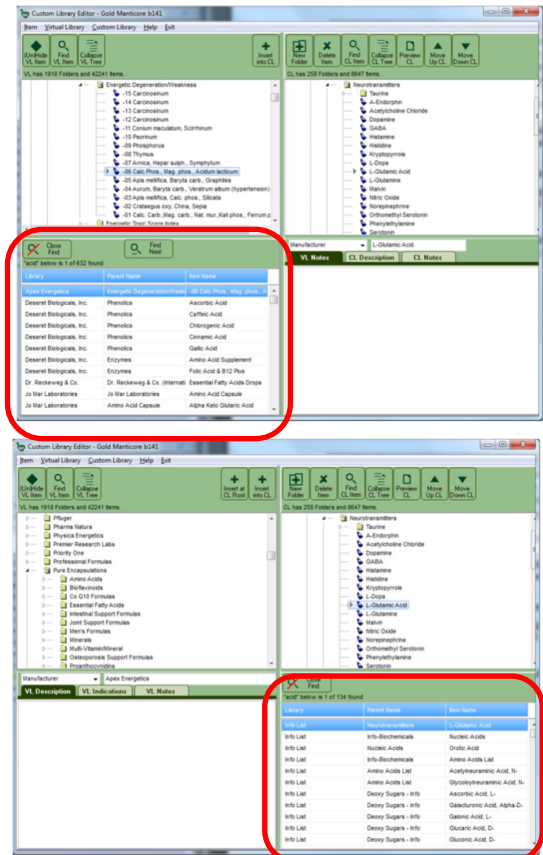 Custom Library Editor - Gold Manticore b141
Item Virtual Library Custom Library Help Exit
(Un)Hide VL Item
Find VL Item
Collapse VL Tree
Insert into CL
New Folder
Delete Item
Find CL Item
Collapse CL Tree
Preview CL
Move Up CL
Move Down CL
VL has 1918 Folders and 42241 Items.
CL has 258 Folders and 8647 Items.
Energetic Degeneration/Weakness
-15 Carcinosinum
-14 Carcinosinum
-13 Carcinosinum
-12 Carcinosinum
-11 Conium maculatum, Scirrhinum
-10 Psorinum
-09 Phosphorus
-08 Thymus
-07 Arnica, Hepar sulph., Symphytum
-06 Calc.Phos., Mag. phos., Acidum lacticum
-05 Apis mellifica, Baryta carb., Graphites
-04 Aurum, Baryta carb., Veratrum album (hypertension)
-03 Apis mellifica, Calc. phos., Silicata
-02 Crataegus oxy, China, Sepia
-01 Calc. Carb.,Mag. carb., Nat. mur.,Kali phos., Ferrum p
Energetic Toxic Score Index
Neurotransmitters
Taurine
A-Endorphin
Acetylcholine Chloride
Dopamine
GABA
Histamine
Histidine
Kryptopyrrole
L-Dopa
L-Glutamic Acid
L-Glutamine
Malvin
Nitric Oxide
Norepinephrine
Orthomethyl Serotonin
Phenylethylamine
Serotonin
Close Find
Find Next
"acid" below is 1 of 632 found
Library Parent Name Item Name
Apex Energetics Energetic Degeneration/Weak -06 Calc.Phos., Mag. phos., A
Deseret Biologicals, Inc. Phenolics Ascorbic Acid
Deseret Biologicals, Inc. Phenolics Caffeic Acid
Deseret Biologicals, Inc. Phenolics Chlorogenic Acid
Deseret Biologicals, Inc. Phenolics Cinnamic Acid
Deseret Biologicals, Inc. Phenolics Gallic Acid
Deseret Biologicals, Inc. Enzymes Amino Acid Supplement
Deseret Biologicals, Inc. Enzymes Folic Acid & B12 Plus
Dr. Reckeweg & Co. Dr. Reckeweg & Co. (Internati Essential Fatty Acids Drops
Jo Mar Laboratories Jo Mar Laboratories Amino Acid Capsule
Jo Mar Laboratories Amino Acid Capsule Alpha Keto Glutaric Acid
Manufacturer L-Glutamic Acid
VL Notes CL Description CL Notes
Custom Library Editor - Gold Manticore b141
Item Virtual Library Custom Library Help Exit
(Un)Hide VL Item
Find VL Item
Collapse VL Tree
Insert at CL Root
Insert into CL
New Folder
Delete Item
Find CL Item
Collapse CL Tree
Preview CL
Move Up CL
Move Down CL
VL has 1918 Folders and 42241 Items.
CL has 258 Folders and 8647 Items.
Pfluger
Pharma Natura
Physica Energetics
Premier Research Labs
Priority One
Professional Formulas
Pure Encapsulations
Amino Acids
Bioflavinoids
Co Q10 Formulas
Essential Fatty Acids
Intestinal Support Formulas
Joint Support Formulas
Men's Formulas
Minerals
Multi-Vitamin/Mineral
Osteoporosis Support Formulas
Proanthocynidins
Neurotransmitters
Taurine
A-Endorphin
Acetylcholine Chloride
Dopamine
GABA
Histamine
Histidine
Kryptopyrrole
L-Dopa
L-Glutamic Acid
L-Glutamine
Malvin
Nitric Oxide
Norepinephrine
Orthomethyl Serotonin
Phenylethylamine
Serotonin
Manufacturer Apex Energetics
VL Description VL Indications VL Notes
Close Find
"acid" below is 1 of 134 found
Library Parent Name Item Name
Info List Neurotransmitters L-Glutamic Acid
Info List Info-Biochemicals Nucleic Acids
Info List Nucleic Acids Orotic Acid
Info List Info-Biochemicals Amino Acids List
Info List Amino Acids List Acetylneuraminic Acid, N-
Info List Amino Acids List Glycoloylneuraminic Acid, N-
Info List Deoxy Sugars - Info Ascorbic Acid, L-
Info List Deoxy Sugars - Info Galacturonic Acid, Alpha-D-
Info List Deoxy Sugars - Info Galonic Acid, L-
Info List Deoxy Sugars - Info Glucaric Acid, D-
Info List Deoxy Sugars - Info Gluconic Acid, D-